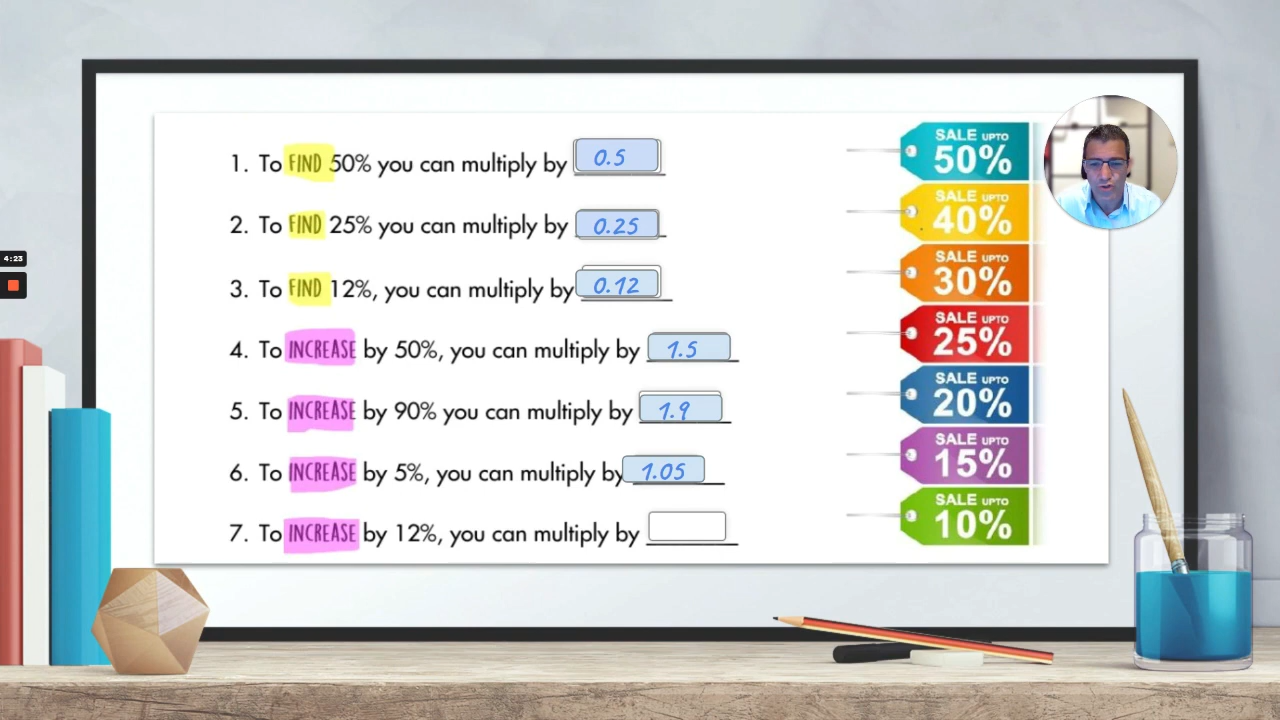 1. To FIND 50% you can multiply by 0.5
2. To FIND 25% you can multiply by 0.25
3. To FIND 12%, you can multiply by 0.12
4. To INCREASE by 50%, you can multiply by 1.5
5. To INCREASE by 90% you can multiply by 1.9
6. To INCREASE by 5%, you can multiply by 1.05
7. To INCREASE by 12%, you can multiply by
SALE UPTO
50%
SALE UPTO
40%
SALE UPTO
30%
SALE UPTO
25%
SALE UPTO
20%
SALE UPTO
15%
SALE UPTO
10%
4:23